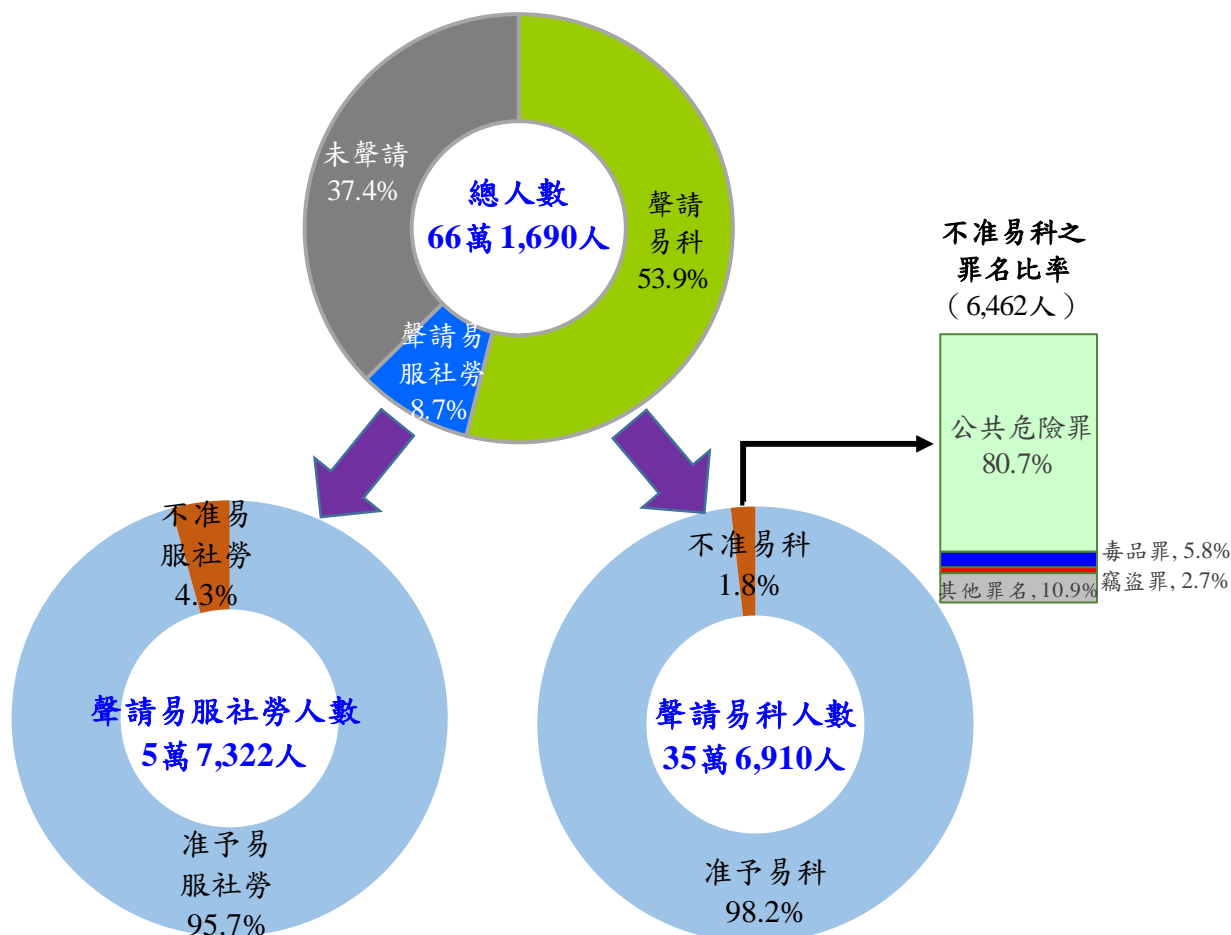 未聲請
37.4%
總人數
66萬 1,690人
聲請
易科
53.9%
聲請易
服社勞
8.7%
不准易科之
罪名比率
（6,462人）
公共危險罪
80.7%
毒品罪, 5.8%
竊盜罪, 2.7%
其他罪名, 10.9%
不准易
服社勞
4.3%
聲請易服社勞人數
5萬 7,322人
准予易
服社勞
95.7%
不准易科
1.8%
聲請易科人數
35萬 6,910人
准予易科
98.2%